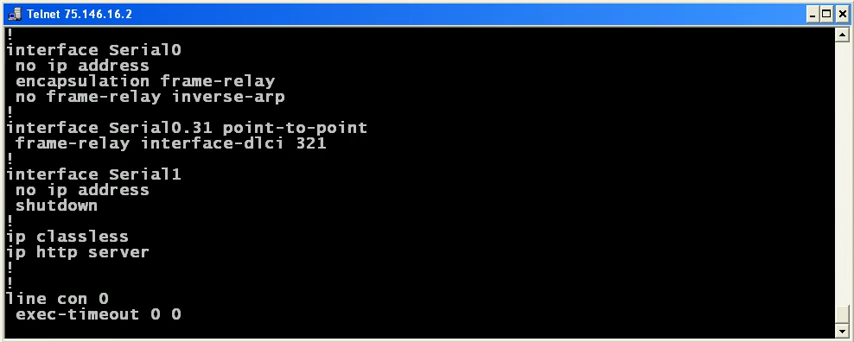 Telnet 75.146.16.2
!
interface Serial0
 no ip address
 encapsulation frame-relay
 no frame-relay inverse-arp
!
interface Serial0.31 point-to-point
 frame-relay interface-dlci 321
!
interface Serial1
 no ip address
 shutdown
!
ip classless
ip http server
!
!
line con 0
 exec-timeout 0 0